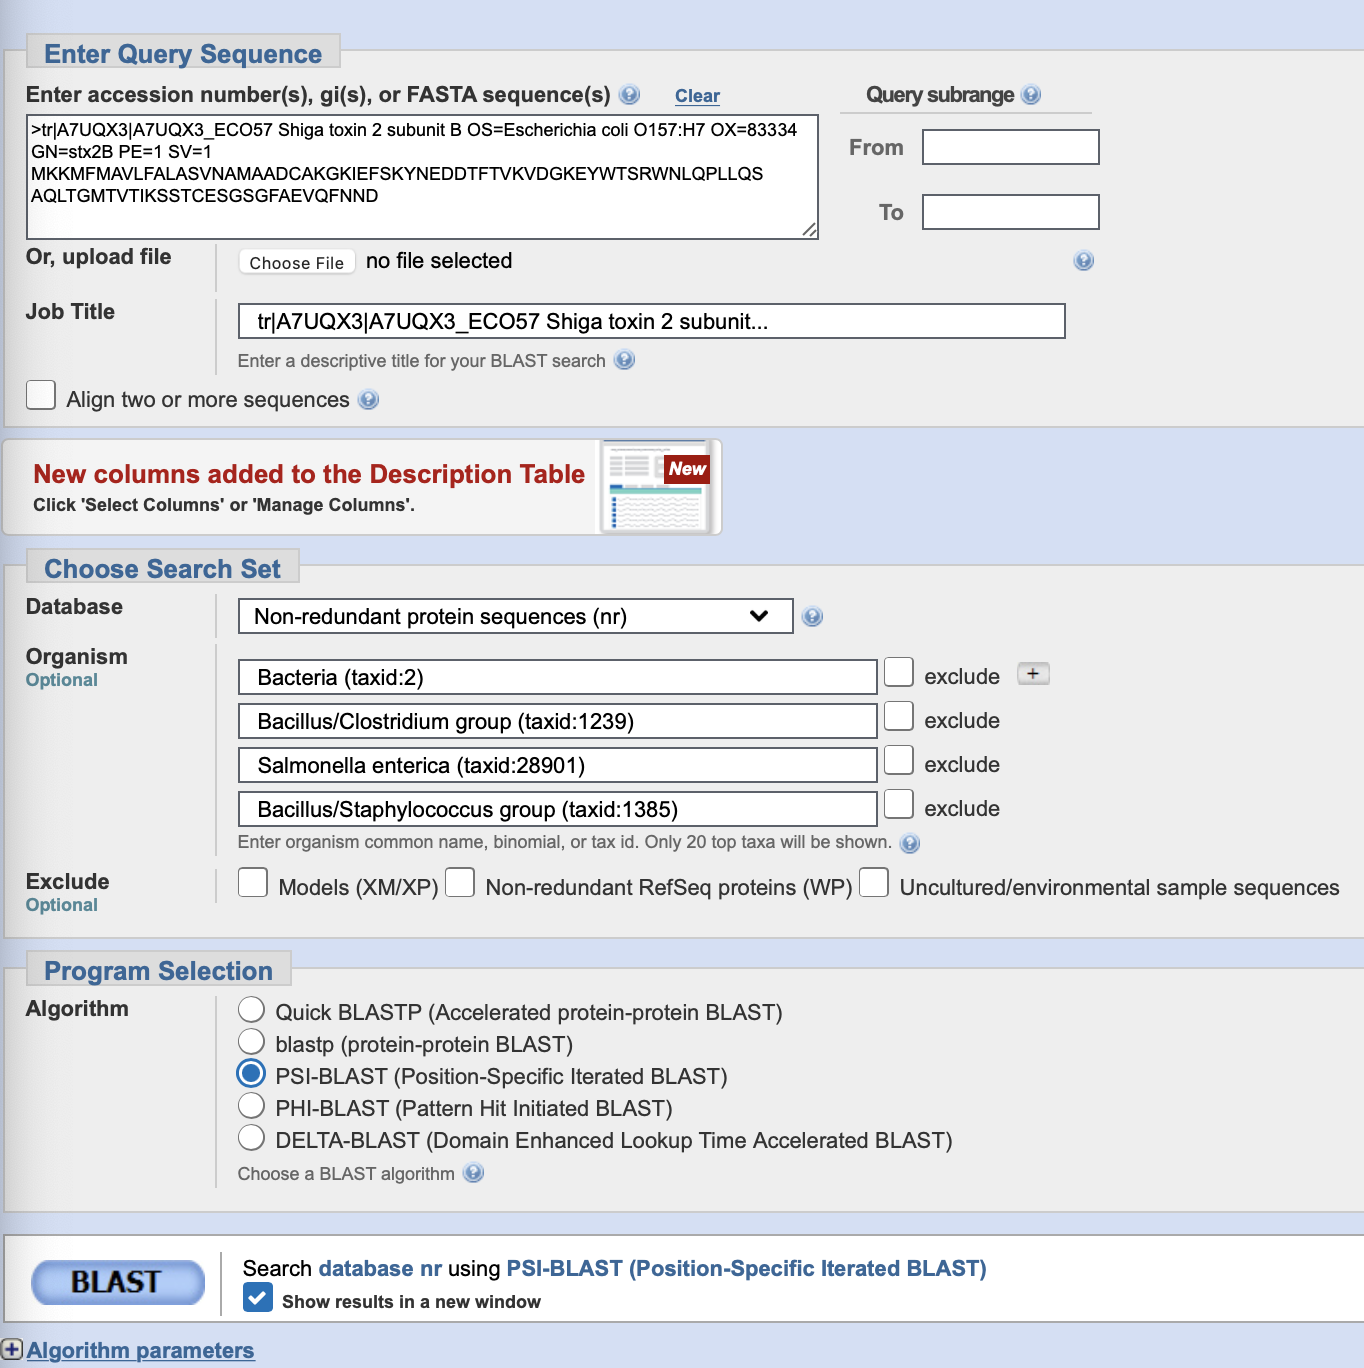 Enter Query Sequence
Enter accession number(s), gi(s), or FASTA sequence(s) Clear Query subrange
>tr|A7UQX3|A7UQX3_ECO57 Shiga toxin 2 subunit B OS=Escherichia coli O157:H7 OX=83334
GN=stx2B PE=1 SV=1
MKKMFMAVLFALASVNAMAADCAKGKIEFSKYNEDDTFTVKVDGKEYWTSRWNLQPLLQS
AQLTGMTVTIKSSTCESGSGFAEVQFNND
From
To
Or, upload file Choose File no file selected
Job Title tr|A7UQX3|A7UQX3_ECO57 Shiga toxin 2 subunit...
Enter a descriptive title for your BLAST search
Align two or more sequences
New columns added to the Description Table New
Click 'Select Columns' or 'Manage Columns'.
Choose Search Set
Database Non-redundant protein sequences (nr)
Organism
Optional
Bacteria (taxid:2) exclude +
Bacillus/Clostridium group (taxid:1239) exclude
Salmonella enterica (taxid:28901) exclude
Bacillus/Staphylococcus group (taxid:1385) exclude
Enter organism common name, binomial, or tax id. Only 20 top taxa will be shown.
Exclude
Optional
Models (XM/XP) Non-redundant RefSeq proteins (WP) Uncultured/environmental sample sequences
Program Selection
Algorithm
Quick BLASTP (Accelerated protein-protein BLAST)
blastp (protein-protein BLAST)
PSI-BLAST (Position-Specific Iterated BLAST)
PHI-BLAST (Pattern Hit Initiated BLAST)
DELTA-BLAST (Domain Enhanced Lookup Time Accelerated BLAST)
Choose a BLAST algorithm
BLAST
Search database nr using PSI-BLAST (Position-Specific Iterated BLAST)
Show results in a new window
Algorithm parameters